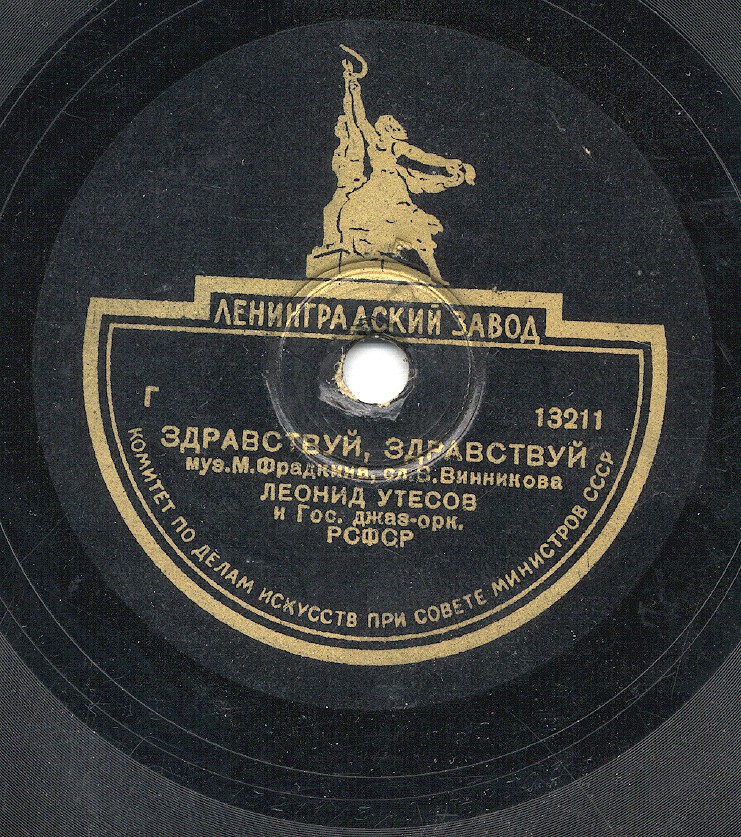 ЛЕНИНГРАДСКИЙ ЗАВОД
Г 13211
ЗДРАВСТВУЙ, ЗДРАВСТВУЙ
муз.М.Фрадкина, сл.В.Винникова
ЛЕОНИД УТЕСОВ
и Гос. джаз-орк.
РСФСР
КОМИТЕТ ПО ДЕЛАМ ИСКУССТВ ПРИ СОВЕТЕ МИНИСТРОВ СССР